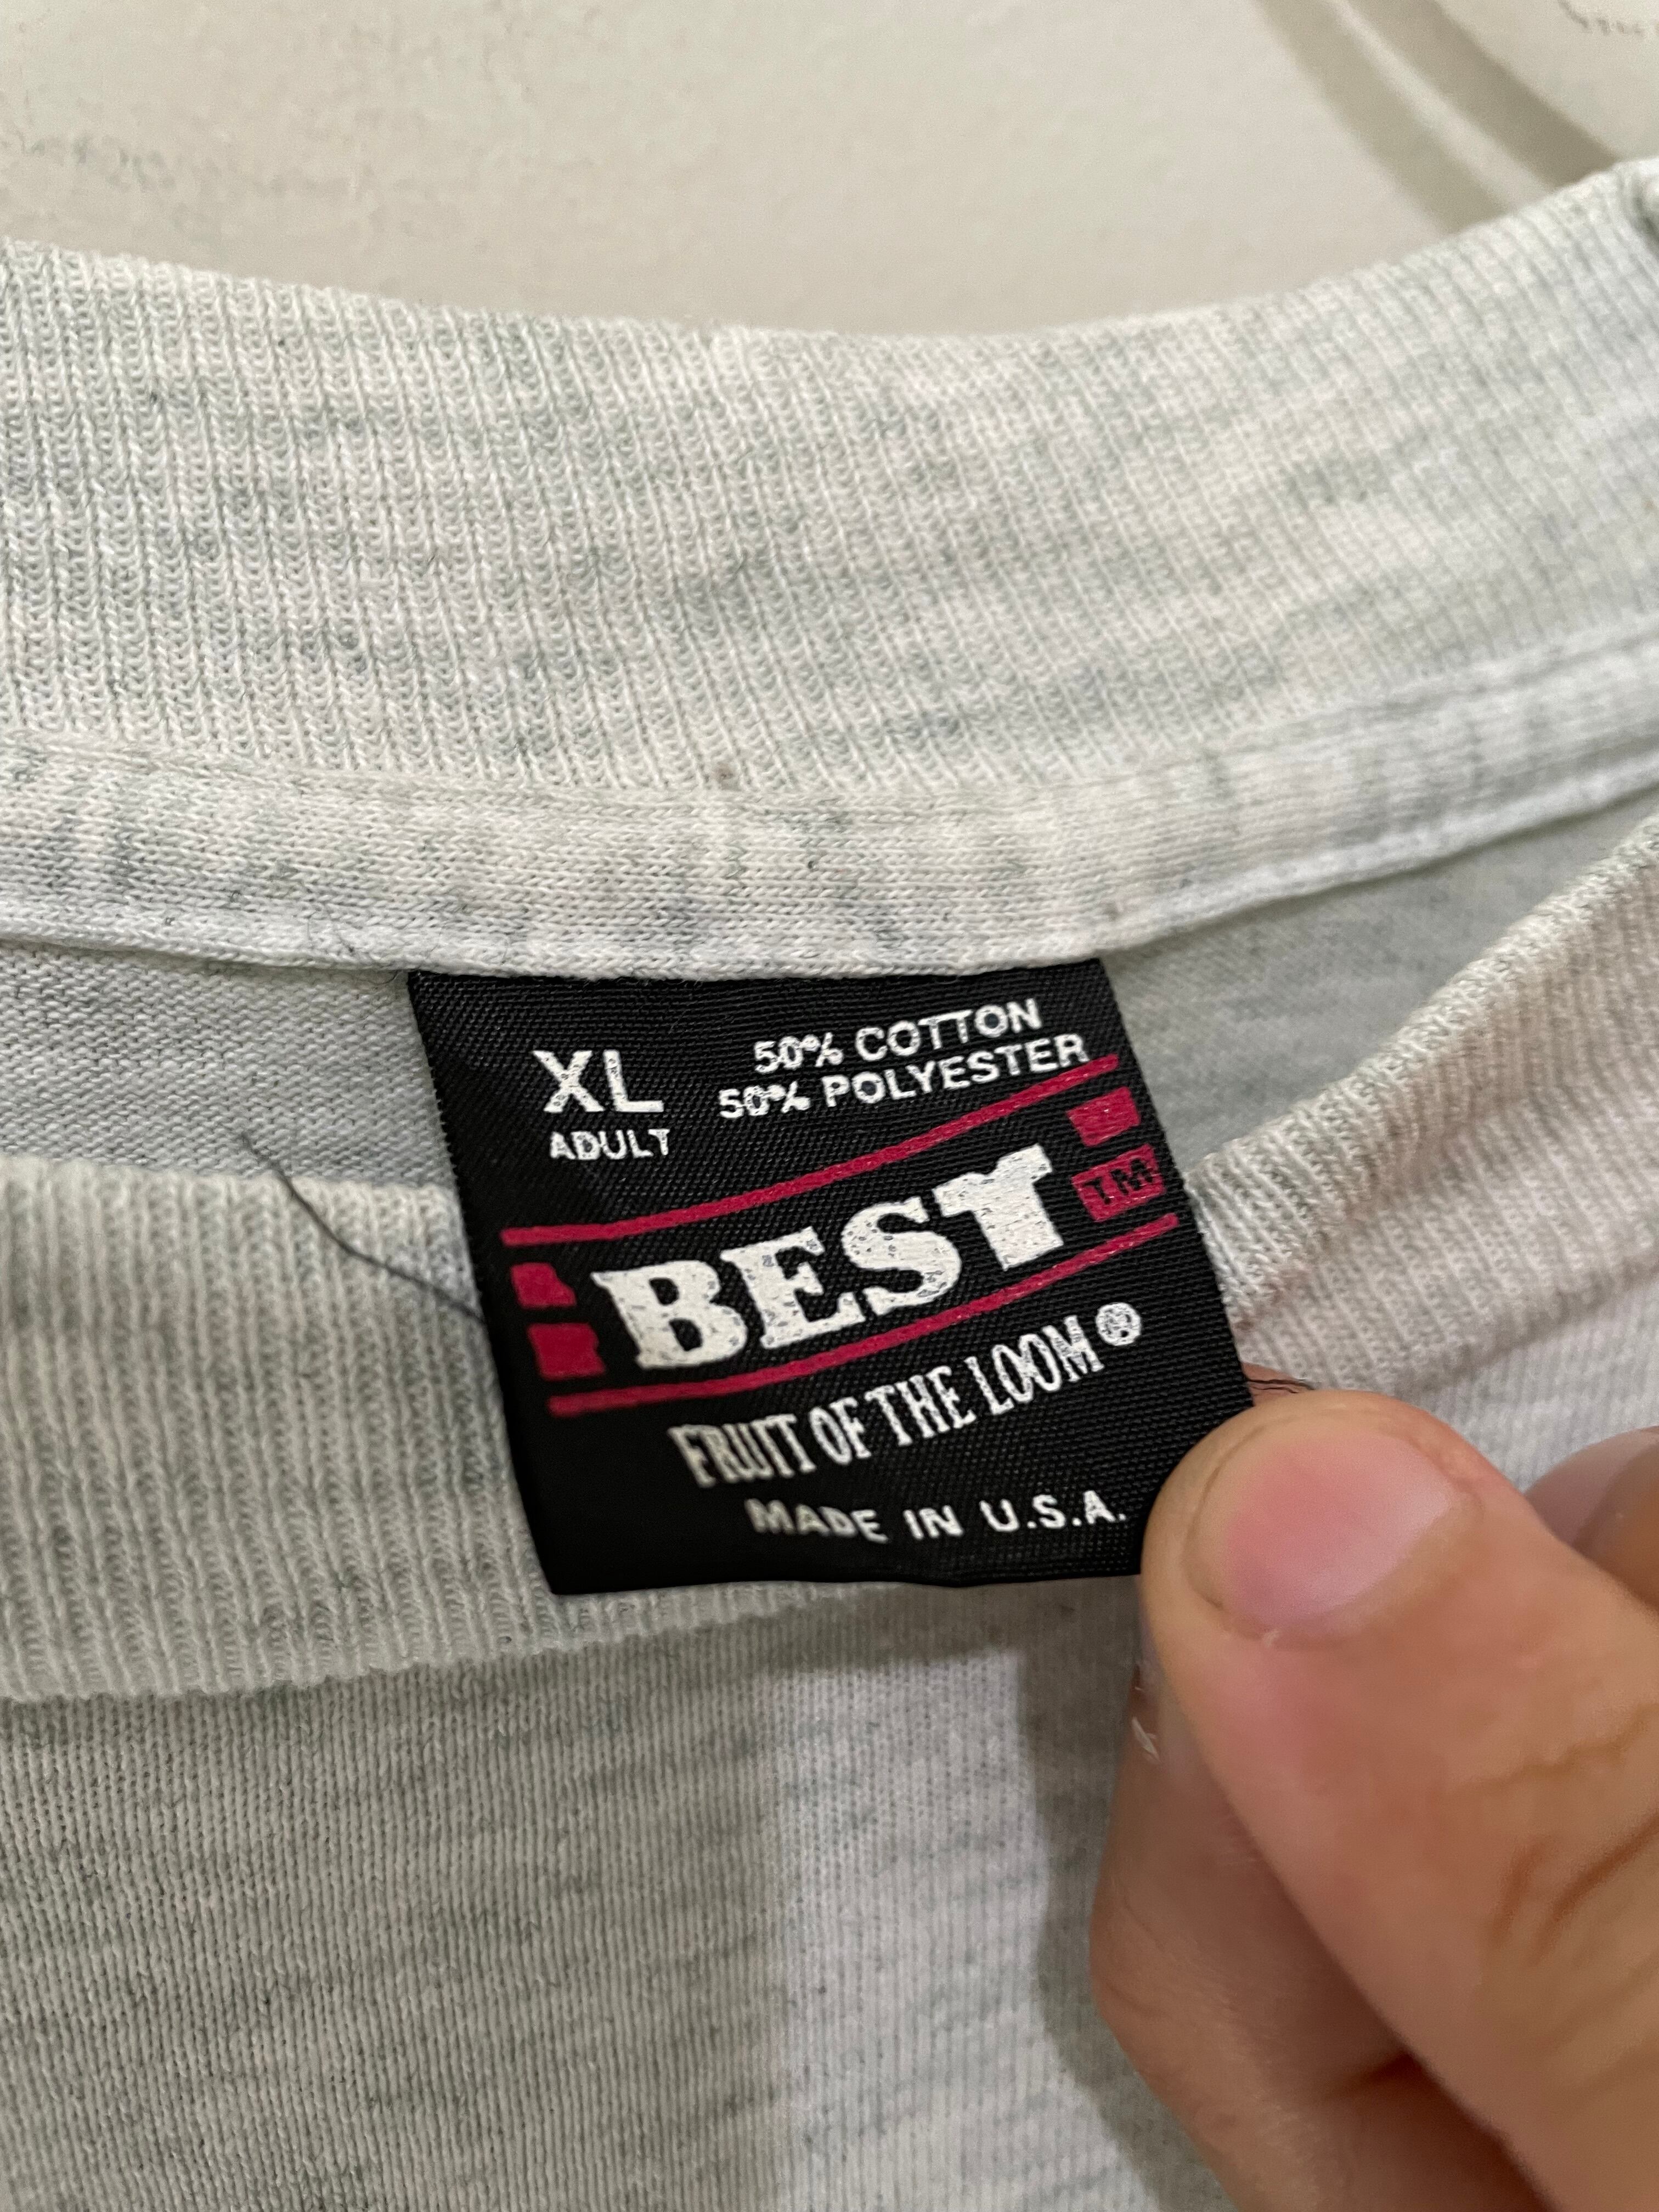 XL
ADULT
50% COTTON
50% POLYESTER
BEST
TM
FRUIT OF THE LOOM®
MADE IN U.S.A.